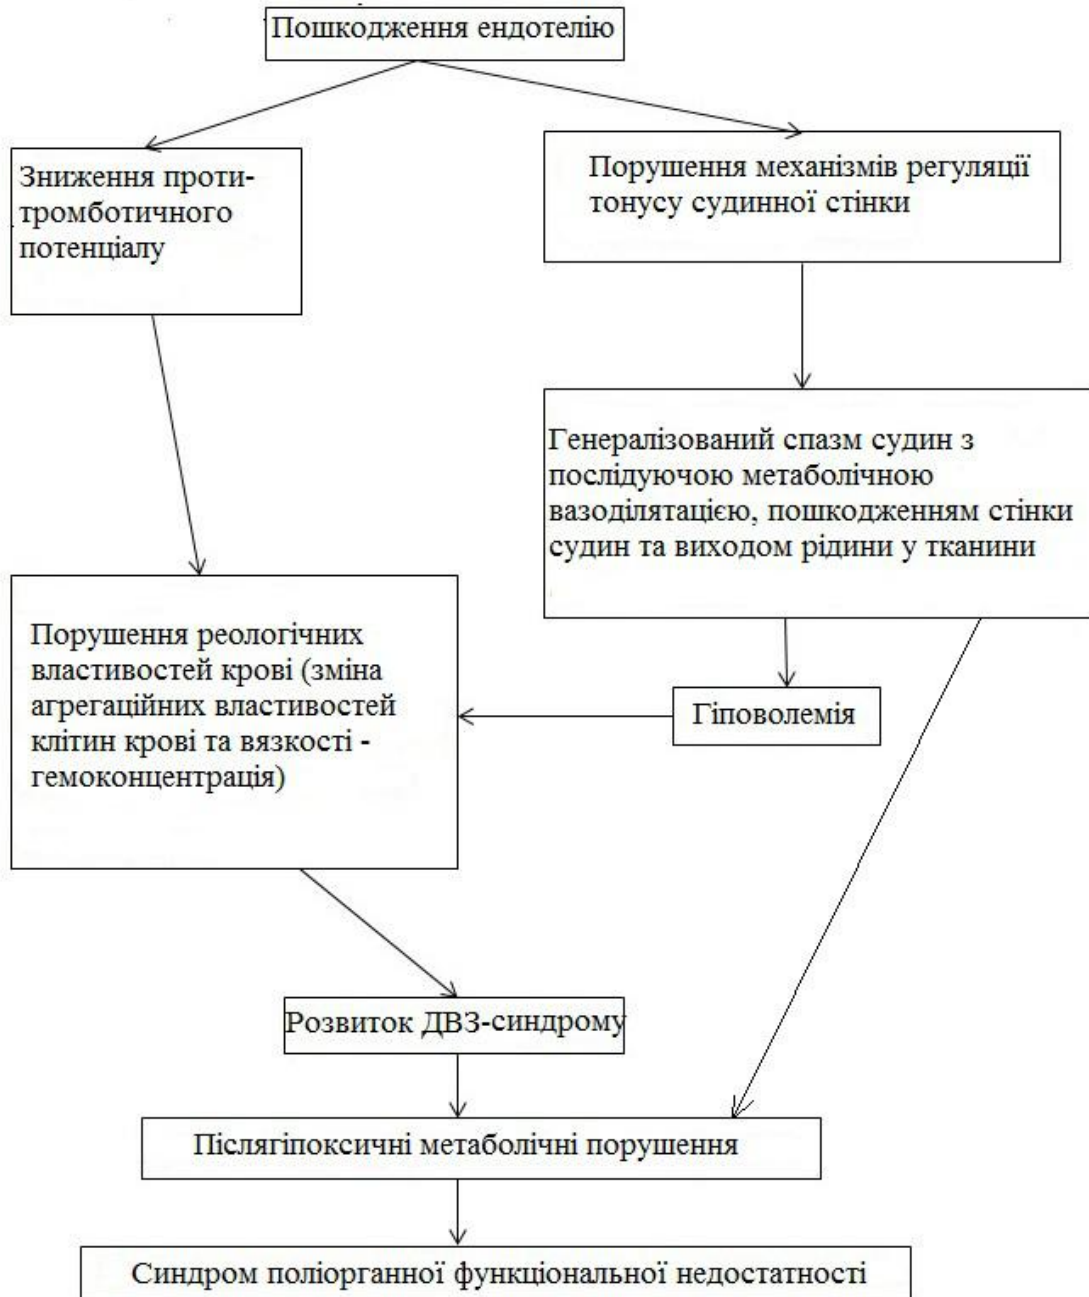 Пошкодження ендотелію
Зниження проти-
тромботичного
потенціалу
Порушення механізмів регуляції
тонусу судинної стінки
Генералізований спазм судин з
послідуючою метаболічною
вазоділятацією, пошкодженням стінки
судин та виходом рідини у тканини
Порушення реологічних
властивостей крові (зміна
агрегаційних властивостей
клітин крові та вязкості -
гемоконцентрація)
Гіповолемія
Розвиток ДВЗ-синдрому
Післягіпоксичні метаболічні порушення
Синдром поліорганної функціональної недостатності